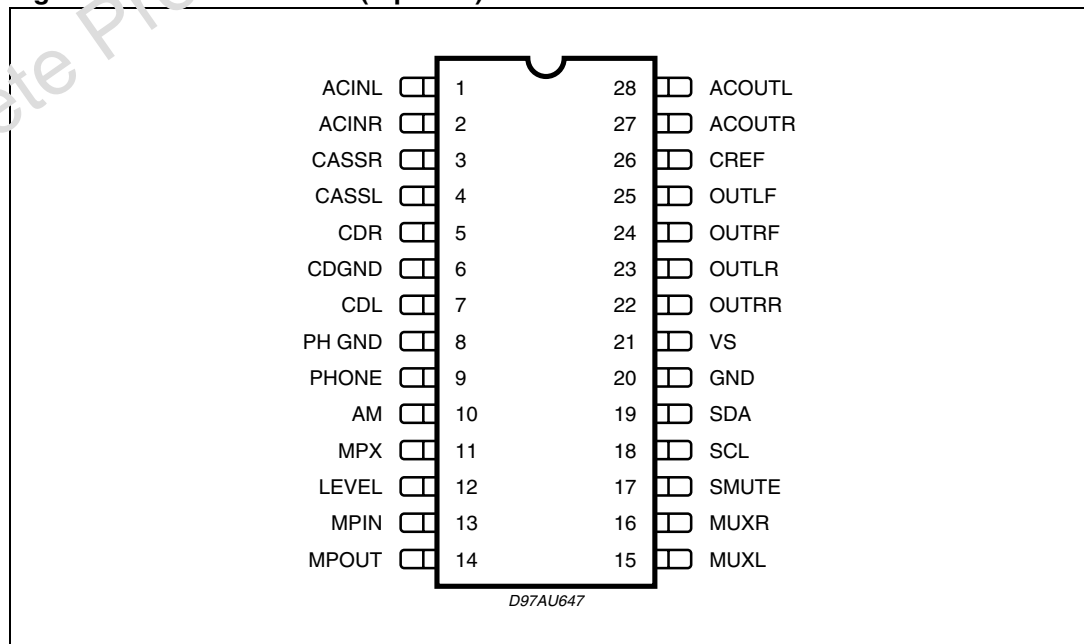 ACINL 1 28 ACOUTL
ACINR 2 27 ACOUTR
CASSR 3 26 CREF
CASSL 4 25 OUTLF
CDR 5 24 OUTRF
CDGND 6 23 OUTLR
CDL 7 22 OUTRR
PH GND 8 21 VS
PHONE 9 20 GND
AM 10 19 SDA
MPX 11 18 SCL
LEVEL 12 17 SMUTE
MPIN 13 16 MUXR
MPOUT 14 15 MUXL
D97AU647